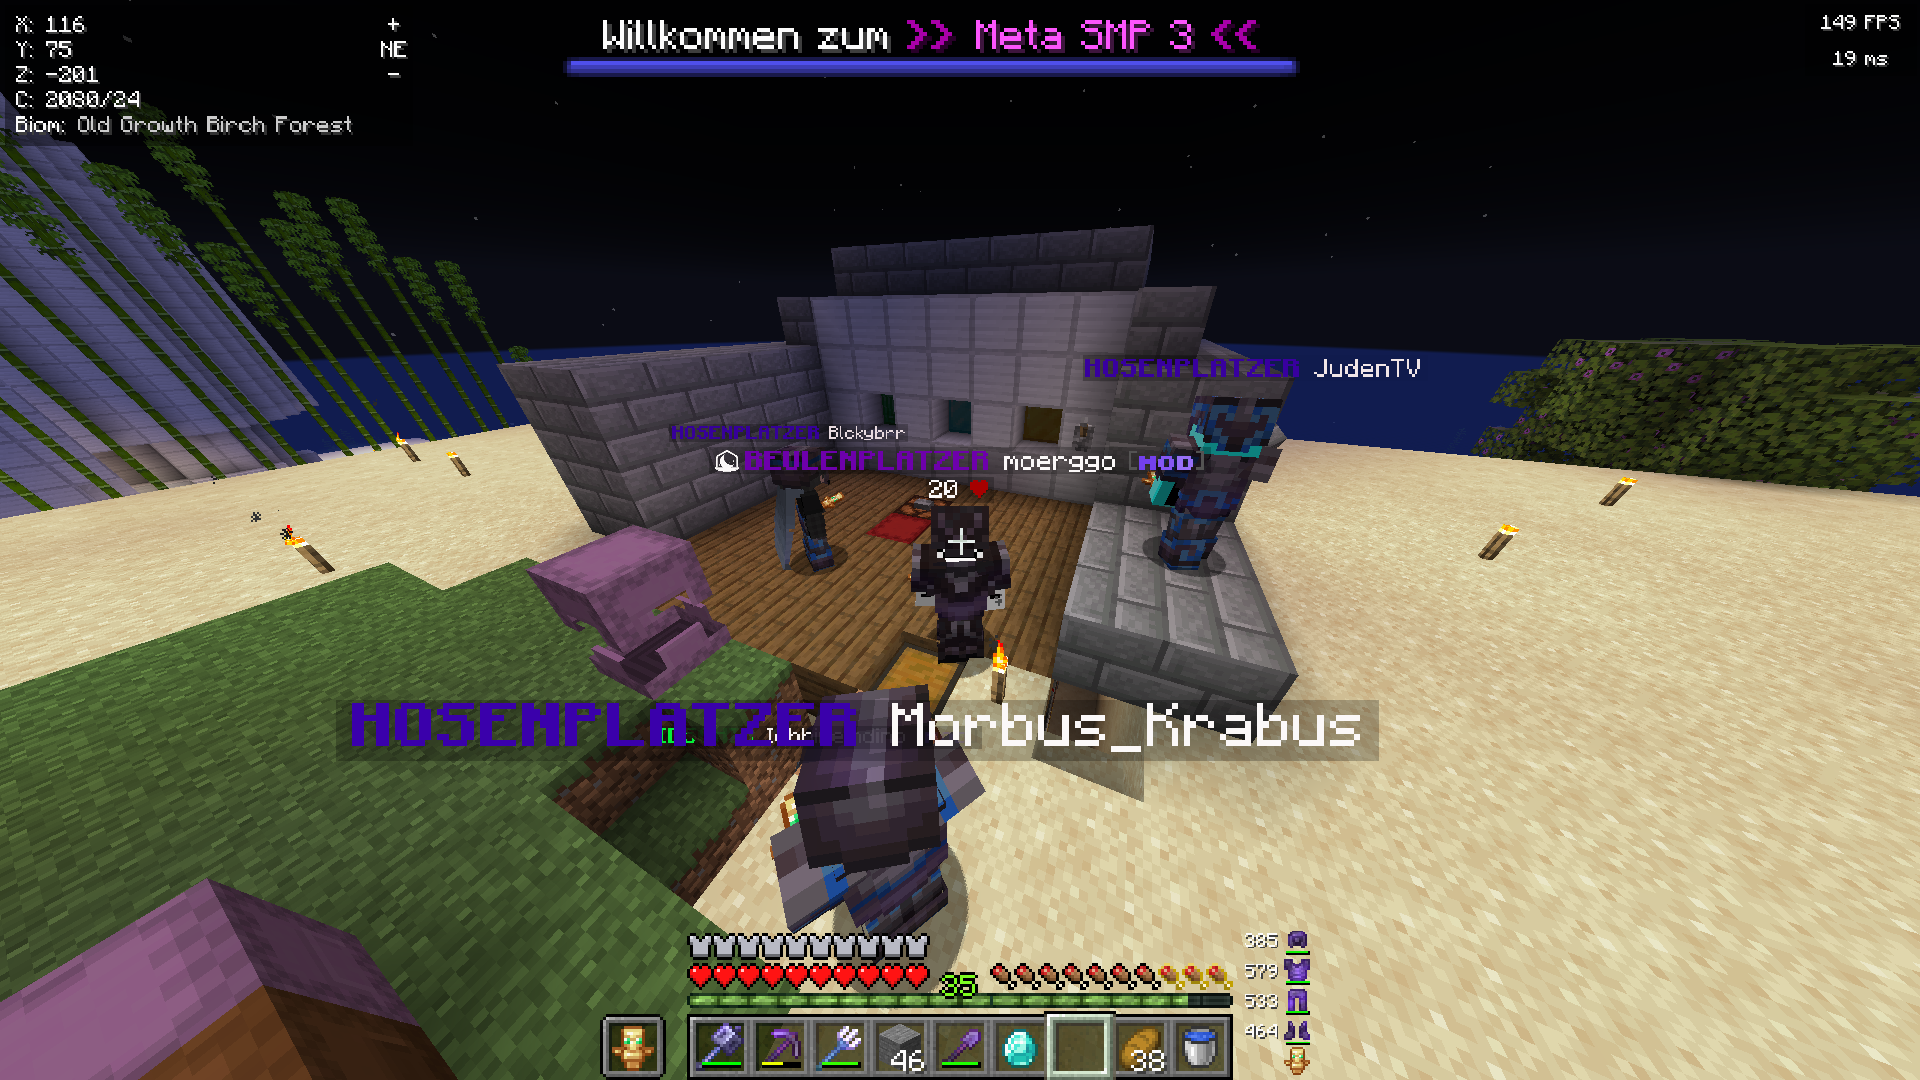 X: 116
Y: 75
Z: -201
C: 2080/24
Biom: Old Growth Birch Forest
+
NE
-
Willkommen zum >> Meta SMP 3 <<
149 FPS
19 ms
HOSENPLATZER JudenTV
HOSENPLATZER Blckybrr
BEULENPLATZER moerggo [MOD]
20
HOSENPLATZER Morbus_Krabus
35
385
579
533
464
46
38